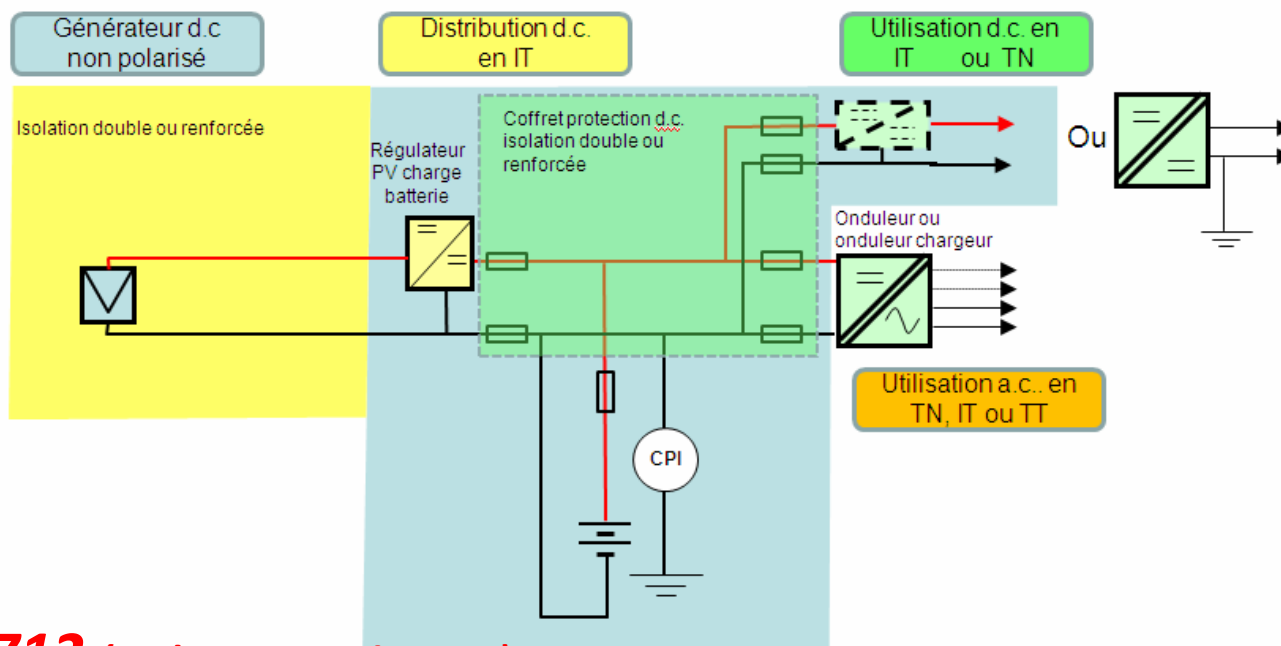 Générateur d.c
non polarisé
Distribution d.c.
en IT
Utilisation d.c. en
IT ou TN
Isolation double ou renforcée
Régulateur
PV charge
batterie
Coffret protection d.c.
isolation double ou
renforcée
Ou
Onduleur ou
onduleur chargeur
Utilisation a.c.. en
TN, IT ou TT
CPI
712